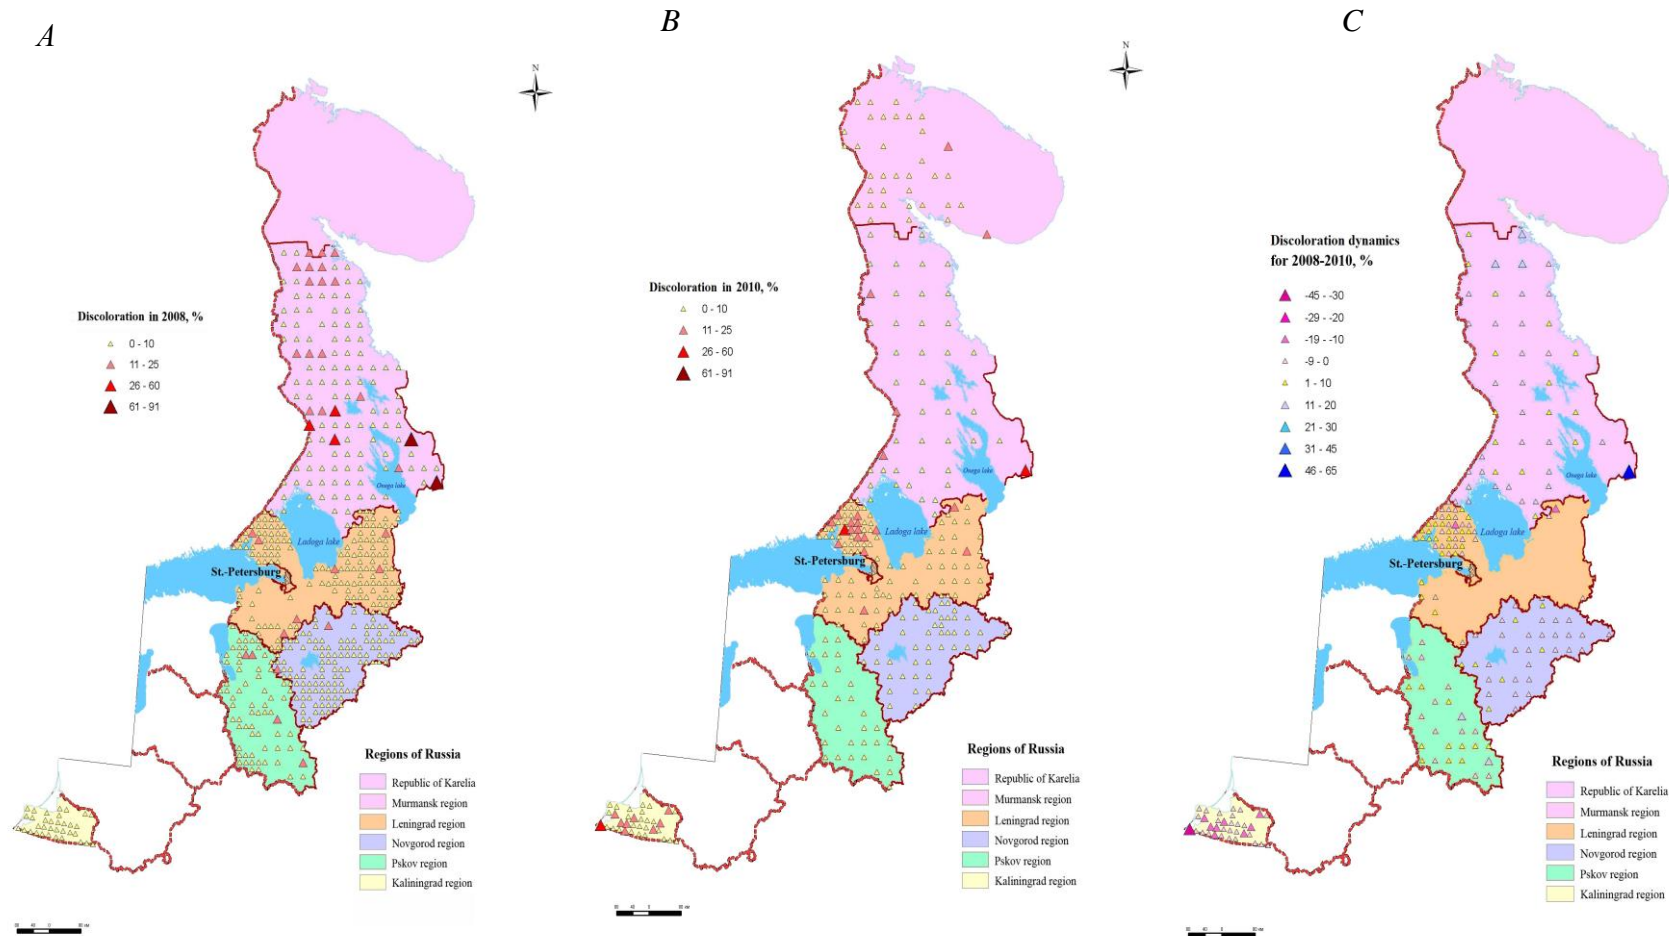 A
B
C
N
N
Discoloration in 2008, %
0 - 10
11 - 25
26 - 60
61 - 91
Onega lake
Ladoga lake
St.-Petersburg
Regions of Russia
Republic of Karelia
Murmansk region
Leningrad region
Novgorod region
Pskov region
Kaliningrad region
Discoloration in 2010, %
0 - 10
11 - 25
26 - 60
61 - 91
Onega lake
Ladoga lake
St.-Petersburg
Regions of Russia
Republic of Karelia
Murmansk region
Leningrad region
Novgorod region
Pskov region
Kaliningrad region
Discoloration dynamics
for 2008-2010, %
-45 - -30
-29 - -20
-19 - -10
-9 - 0
1 - 10
11 - 20
21 - 30
31 - 45
46 - 65
Onega lake
Ladoga lake
St.-Petersburg
Regions of Russia
Republic of Karelia
Murmansk region
Leningrad region
Novgorod region
Pskov region
Kaliningrad region